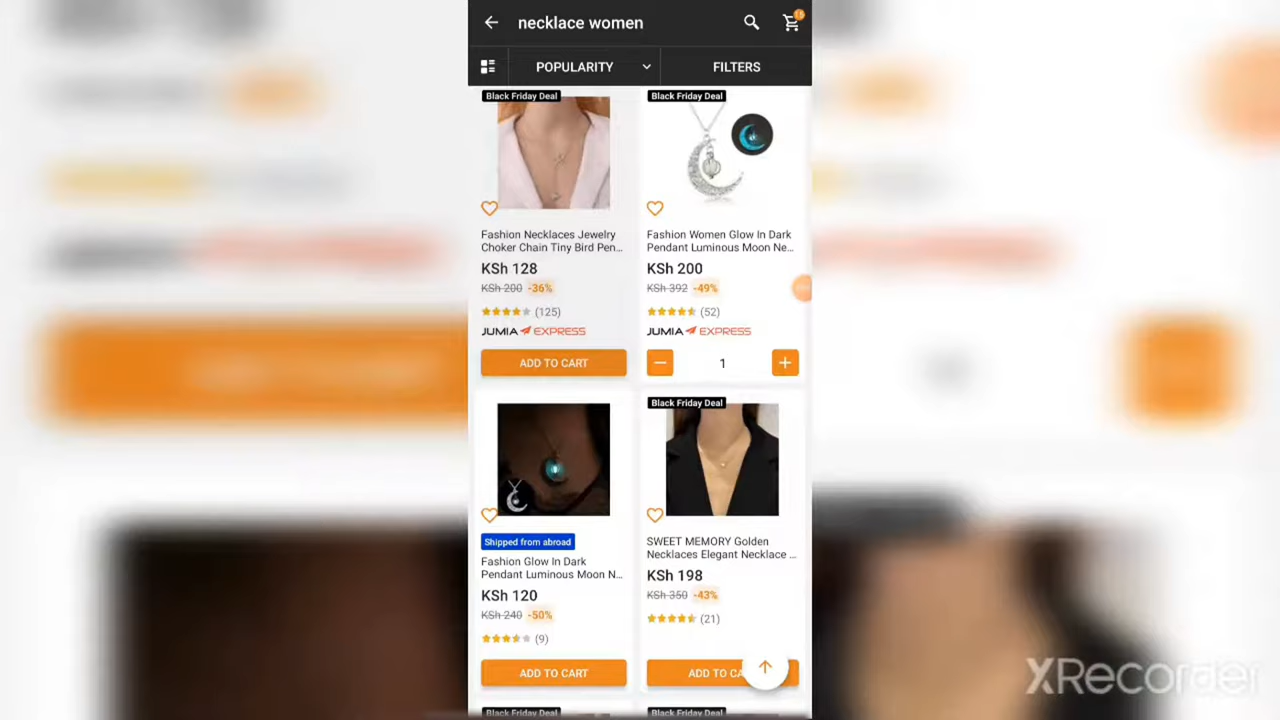 necklace women
POPULARITY
FILTERS
Black Friday Deal
Fashion Necklaces Jewelry
Choker Chain Tiny Bird Pen...
KSh 128
KSh 200 -36%
(125)
JUMIA EXPRESS
ADD TO CART
Black Friday Deal
Fashion Women Glow In Dark
Pendant Luminous Moon Ne...
KSh 200
KSh 392 -49%
(52)
JUMIA EXPRESS
1
Shipped from abroad
Fashion Glow In Dark
Pendant Luminous Moon N...
KSh 120
KSh 240 -50%
(9)
ADD TO CART
Black Friday Deal
SWEET MEMORY Golden
Necklaces Elegant Necklace ...
KSh 198
KSh 350 -43%
(21)
ADD TO CA
Black Friday Deal
Black Friday Deal
XRecorder